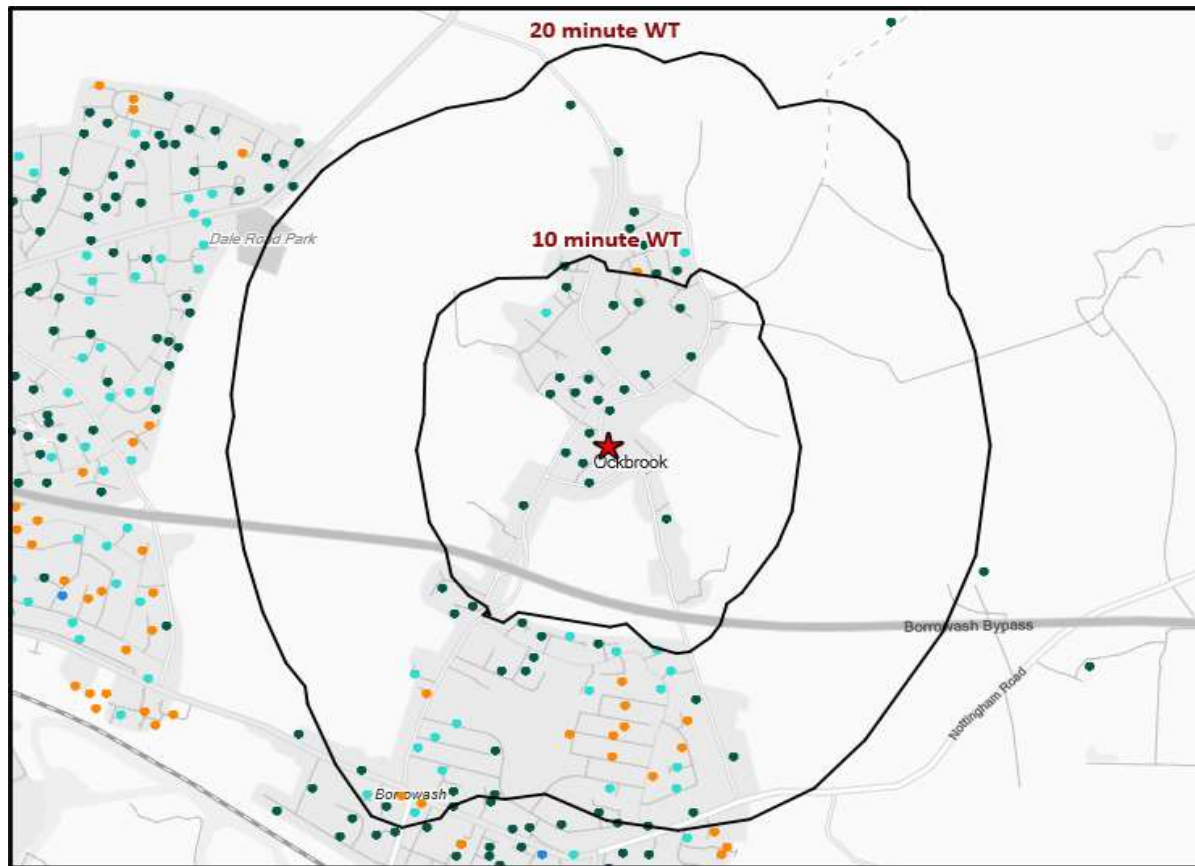 20 minute WT
Dale Road Park
10 minute WT
Ockbrook
Borrowash Bypass
Nottingham Road
Borrowash